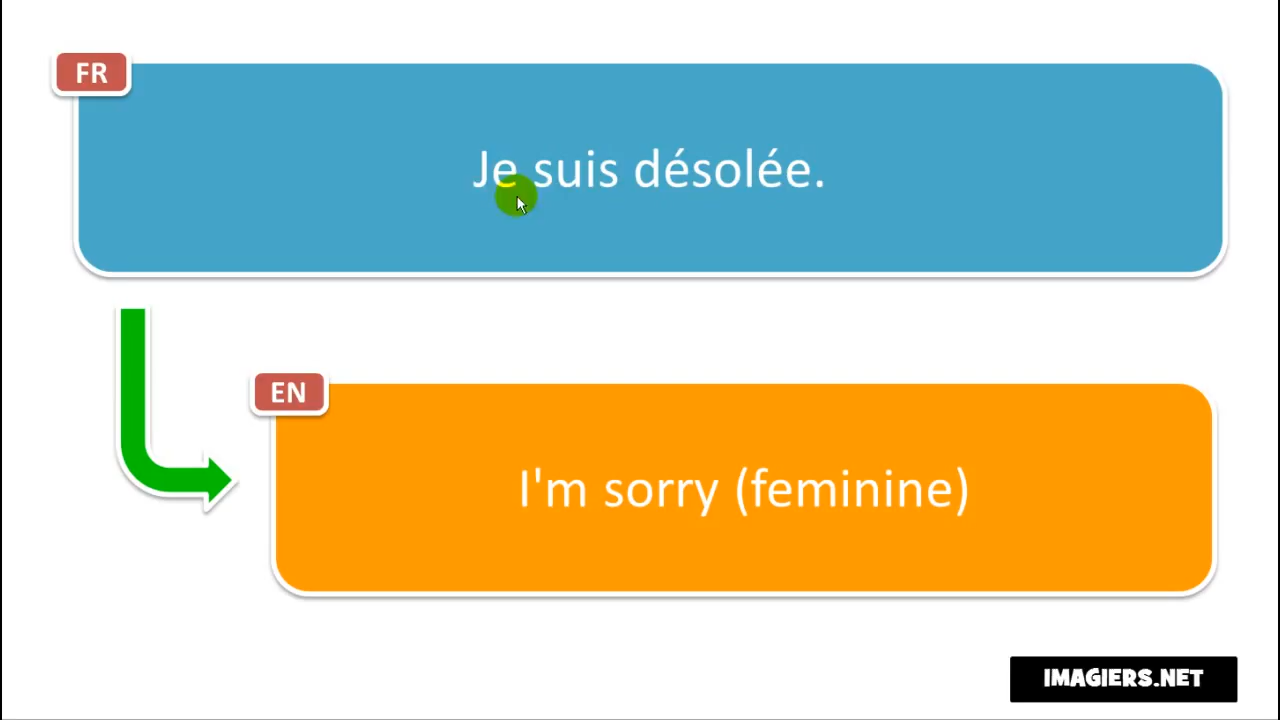 FR
Je suis désolée.
EN
I'm sorry (feminine)
IMAGIERS.NET